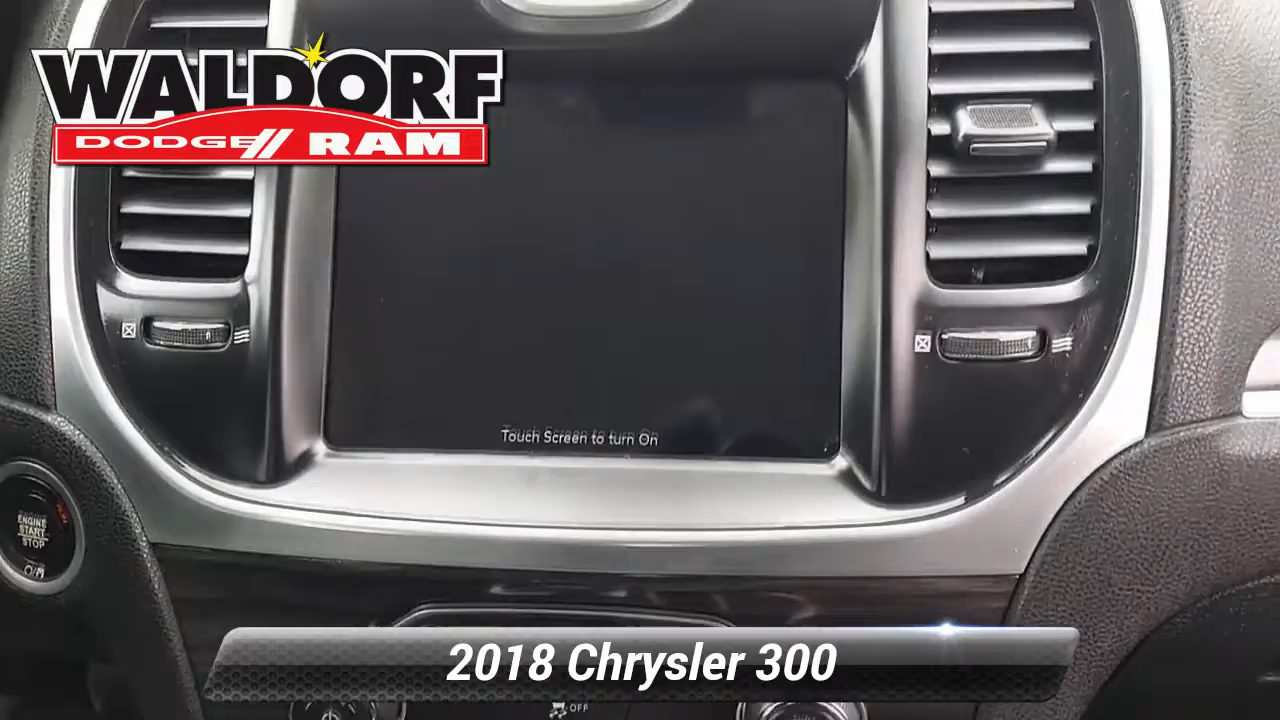 WALDORF
DODGE RAM
Touch Screen to turn On
ENGINE
START
STOP
2018 Chrysler 300
OFF